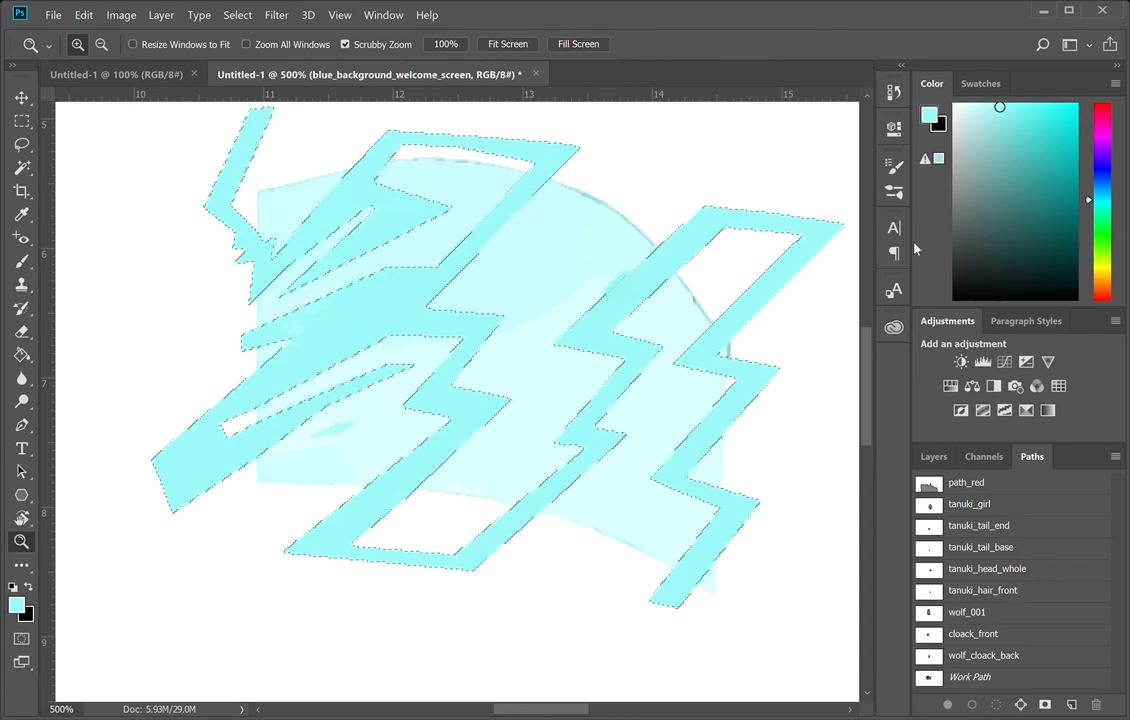 Ps File Edit Image Layer Type Select Filter 3D View Window Help
Resize Windows to Fit Zoom All Windows Scrubby Zoom 100% Fit Screen Fill Screen
Untitled-1 @ 100% (RGB/8#) × Untitled-1 @ 500% (blue_background_welcome_screen, RGB/8#) * ×
Color Swatches
10 11 12 13 14 15
5
6
7
8
9
Adjustments Paragraph Styles
Add an adjustment
Layers Channels Paths
path_red
tanuki_girl
tanuki_tail_end
tanuki_tail_base
tanuki_head_whole
tanuki_hair_front
wolf_001
cloack_front
wolf_cloack_back
Work Path
500% Doc: 5.93M/29.0M